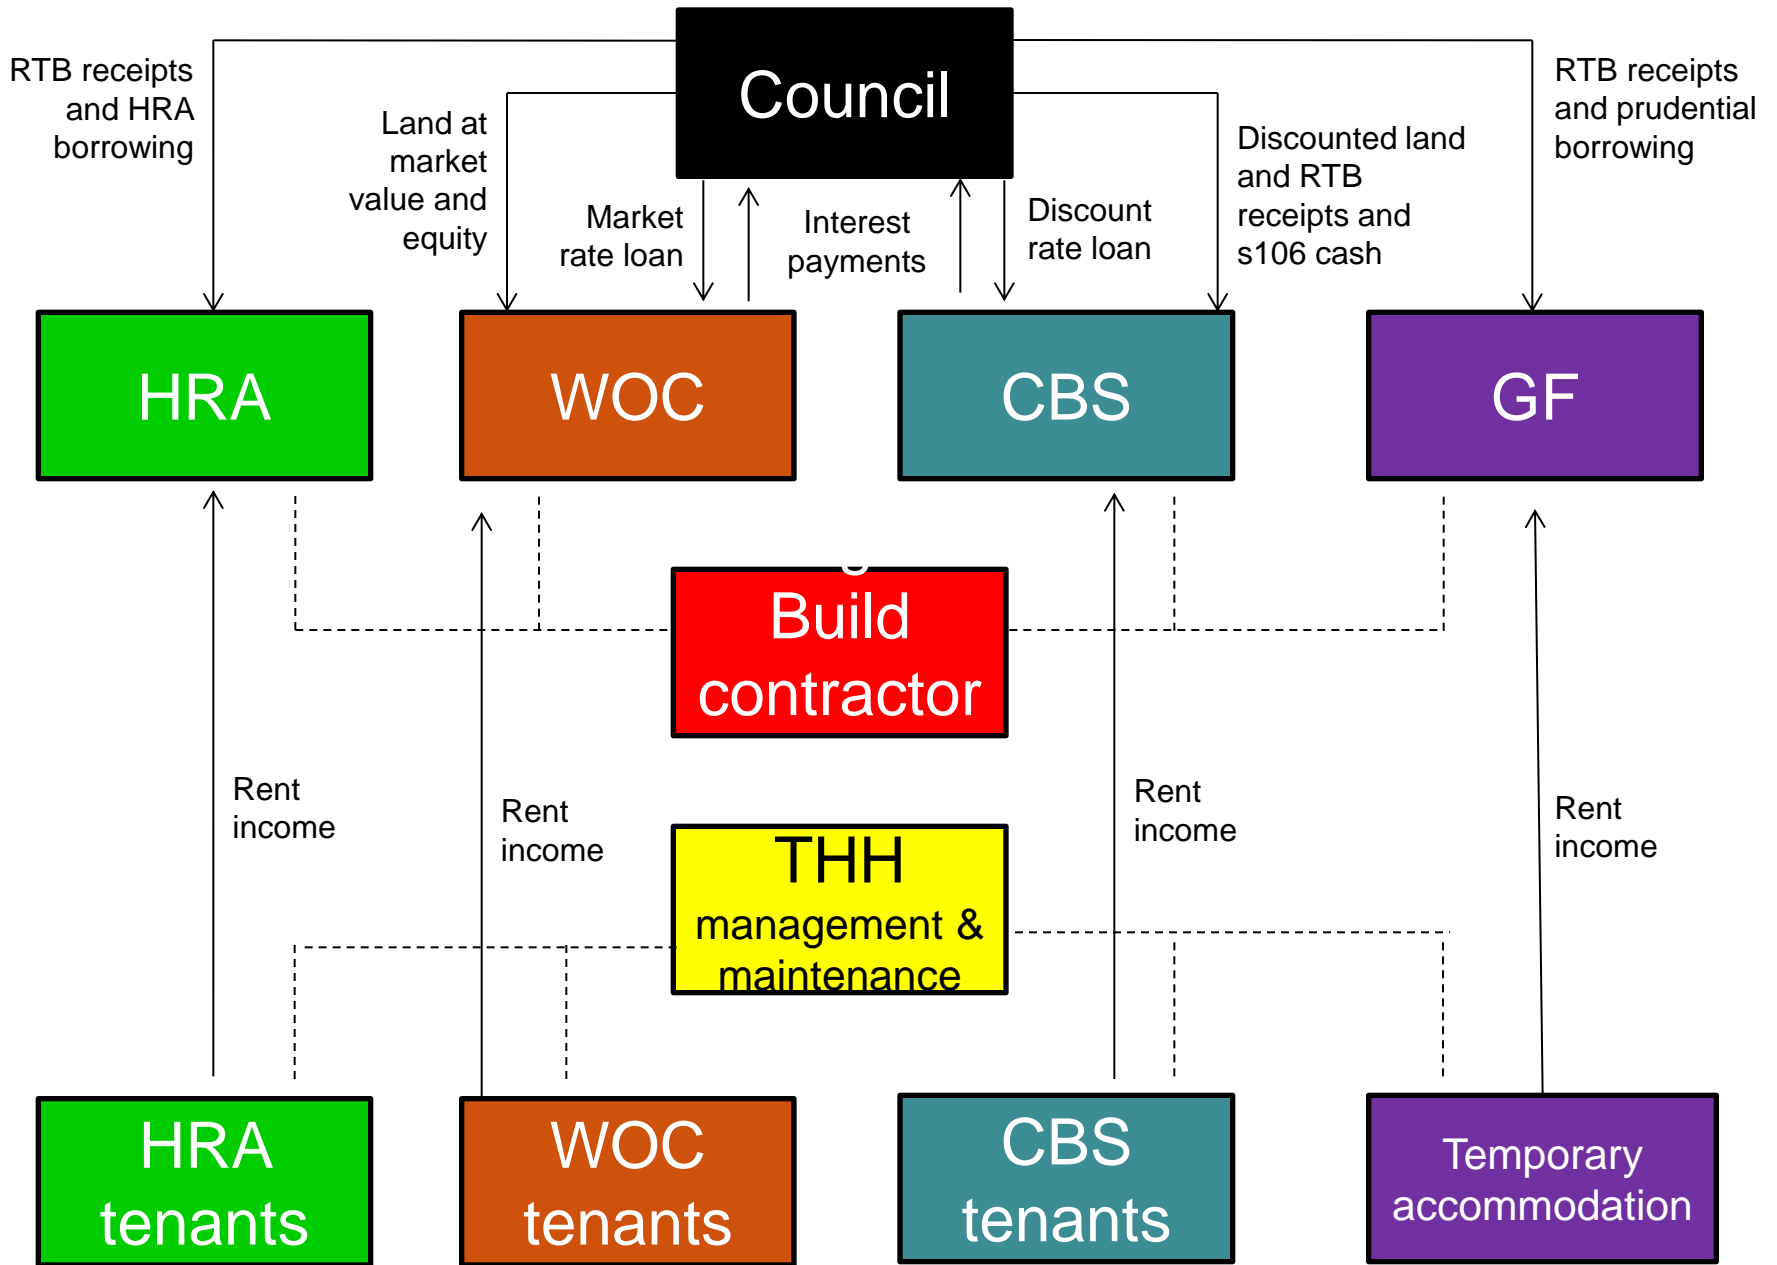 Council
RTB receipts
and HRA
borrowing
Land at
market
value and
equity
Market
rate loan
Interest
payments
Discount
rate loan
Discounted land
and RTB
receipts and
s106 cash
RTB receipts
and prudential
borrowing
HRA
WOC
CBS
GF
Build
contractor
Rent
income
Rent
income
Rent
income
Rent
income
THH
management &
maintenance
HRA
tenants
WOC
tenants
CBS
tenants
Temporary
accommodation